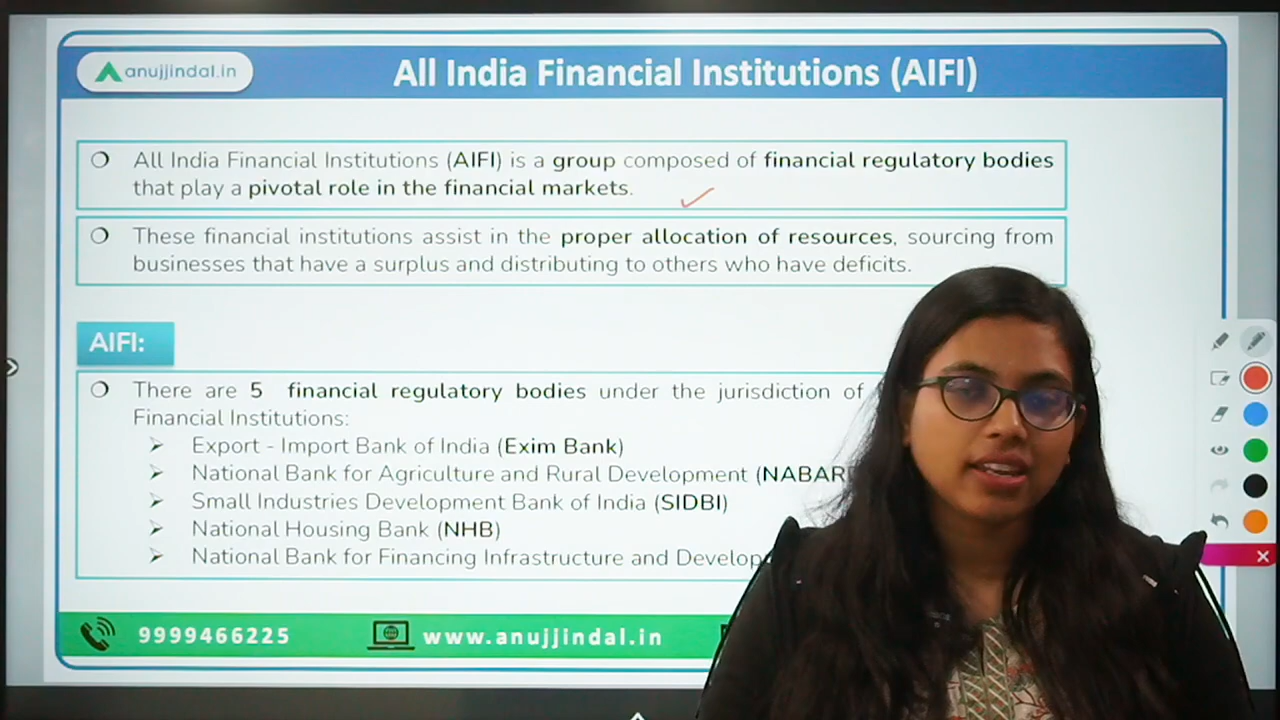 anujjindal.in
All India Financial Institutions (AIFI)
All India Financial Institutions (AIFI) is a group composed of financial regulatory bodies
that play a pivotal role in the financial markets.
These financial institutions assist in the proper allocation of resources, sourcing from
businesses that have a surplus and distributing to others who have deficits.
AIFI:
There are 5 financial regulatory bodies under the jurisdiction of
Financial Institutions:
Export - Import Bank of India (Exim Bank)
National Bank for Agriculture and Rural Development (NABAR
Small Industries Development Bank of India (SIDBI)
National Housing Bank (NHB)
National Bank for Financing Infrastructure and Develop
9999466225
www.anujjindal.in